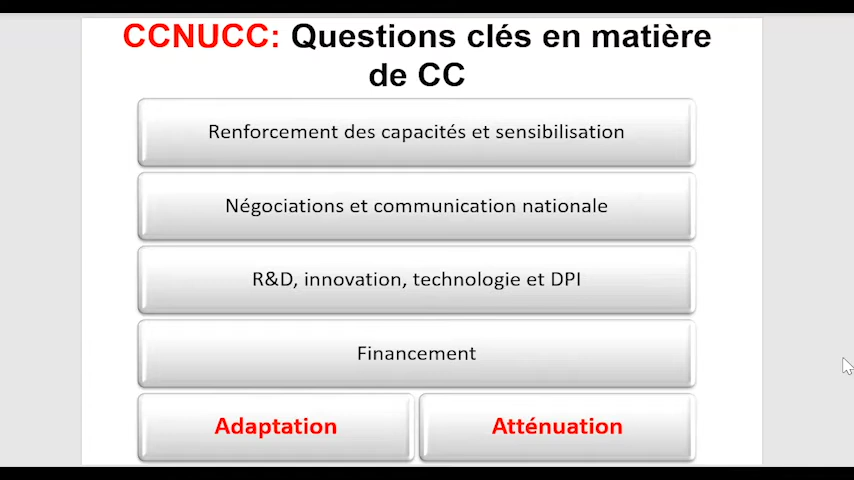 CCNUCC: Questions clés en matière
de CC
Renforcement des capacités et sensibilisation
Négociations et communication nationale
R&D, innovation, technologie et DPI
Financement
Adaptation
Atténuation